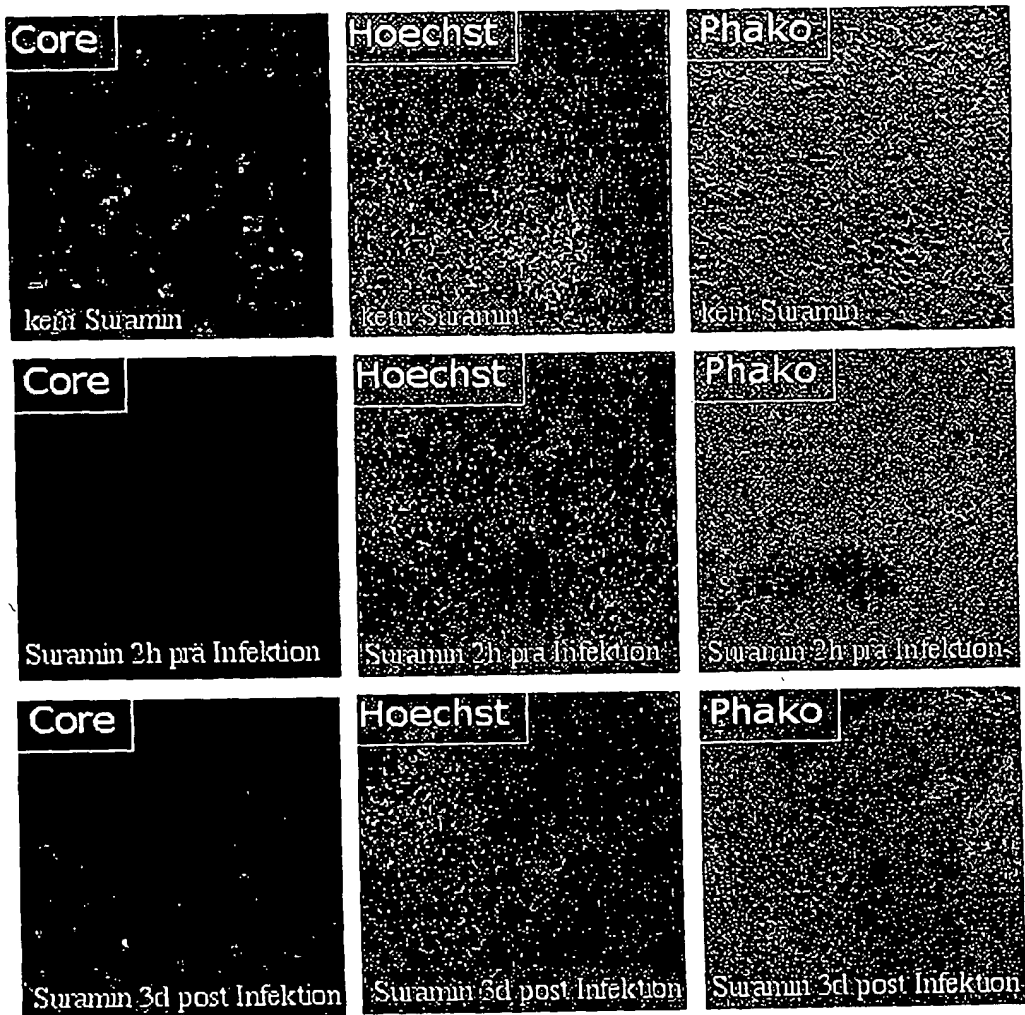 Core
Hoechst
Phako
kein Suramin
kein Suramin
kein Suramin
Core
Hoechst
Phako
Suramin 2h prä Infektion
Suramin 2h prä Infektion
Suramin 2h prä Infektion
Core
Hoechst
Phako
Suramin 3d post Infektion
Suramin 3d post Infektion
Suramin 3d post Infektion